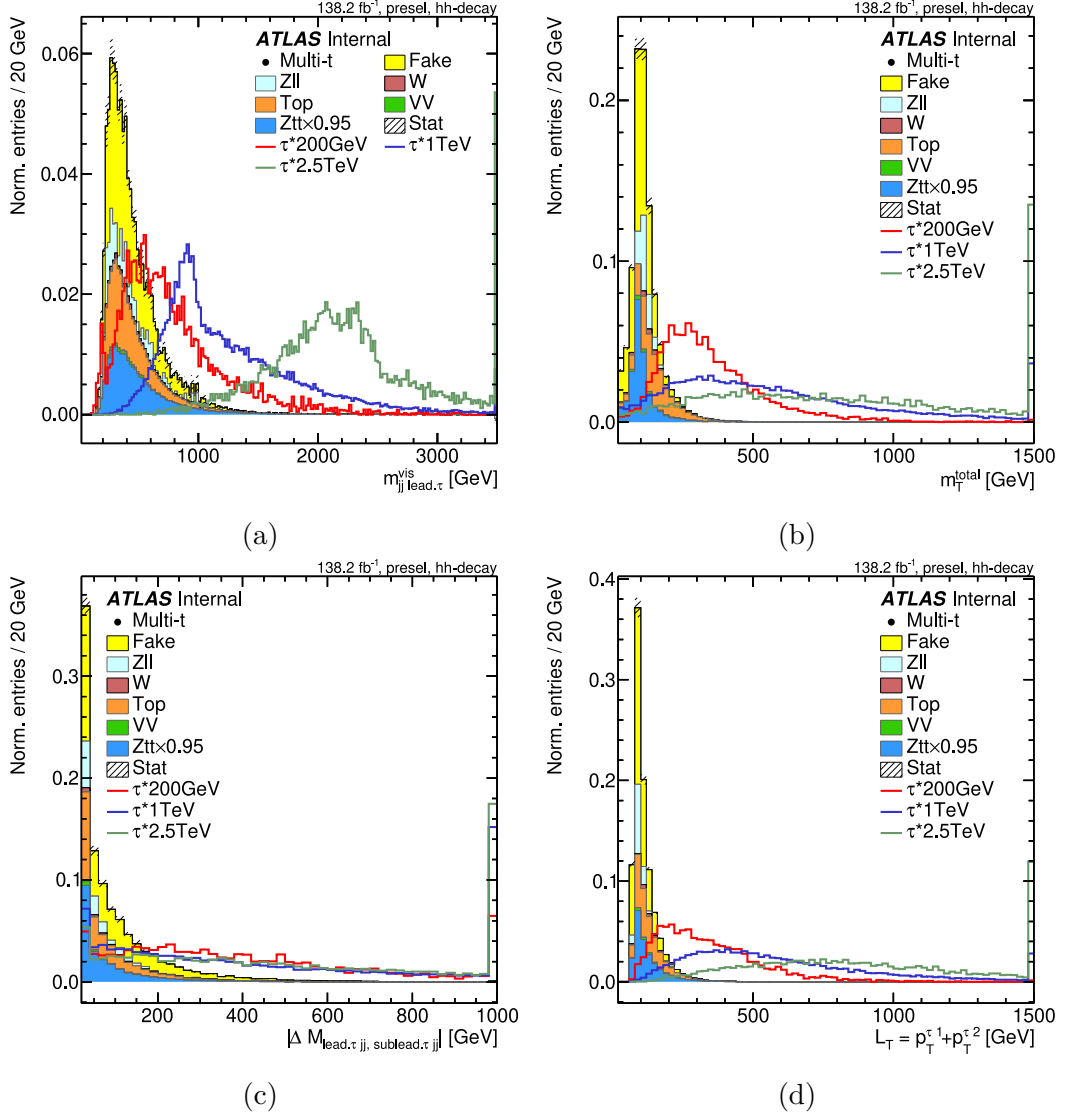 138.2 fb⁻¹, presel, hh-decay
Norm. entries / 20 GeV
0.06
0.04
0.02
0.00
ATLAS Internal
Multi-t Fake
Zll W
Top VV
Ztt×0.95 Stat
τ*200GeV τ*1TeV
τ*2.5TeV
1000 2000 3000
m^vis_jj lead.τ [GeV]
(a)
138.2 fb⁻¹, presel, hh-decay
Norm. entries / 20 GeV
0.2
0.1
0.0
ATLAS Internal
Multi-t
Fake
Zll
W
Top
VV
Ztt×0.95
Stat
τ*200GeV
τ*1TeV
τ*2.5TeV
500 1000 1500
m^total_T [GeV]
(b)
138.2 fb⁻¹, presel, hh-decay
Norm. entries / 20 GeV
0.3
0.2
0.1
0.0
ATLAS Internal
Multi-t
Fake
Zll
W
Top
VV
Ztt×0.95
Stat
τ*200GeV
τ*1TeV
τ*2.5TeV
200 400 600 800 1000
|Δ M_lead.τ jj, sublead.τ jj| [GeV]
(c)
138.2 fb⁻¹, presel, hh-decay
Norm. entries / 20 GeV
0.4
0.3
0.2
0.1
0.0
ATLAS Internal
Multi-t
Fake
Zll
W
Top
VV
Ztt×0.95
Stat
τ*200GeV
τ*1TeV
τ*2.5TeV
500 1000 1500
L_T = p_T^τ 1+p_T^τ 2 [GeV]
(d)